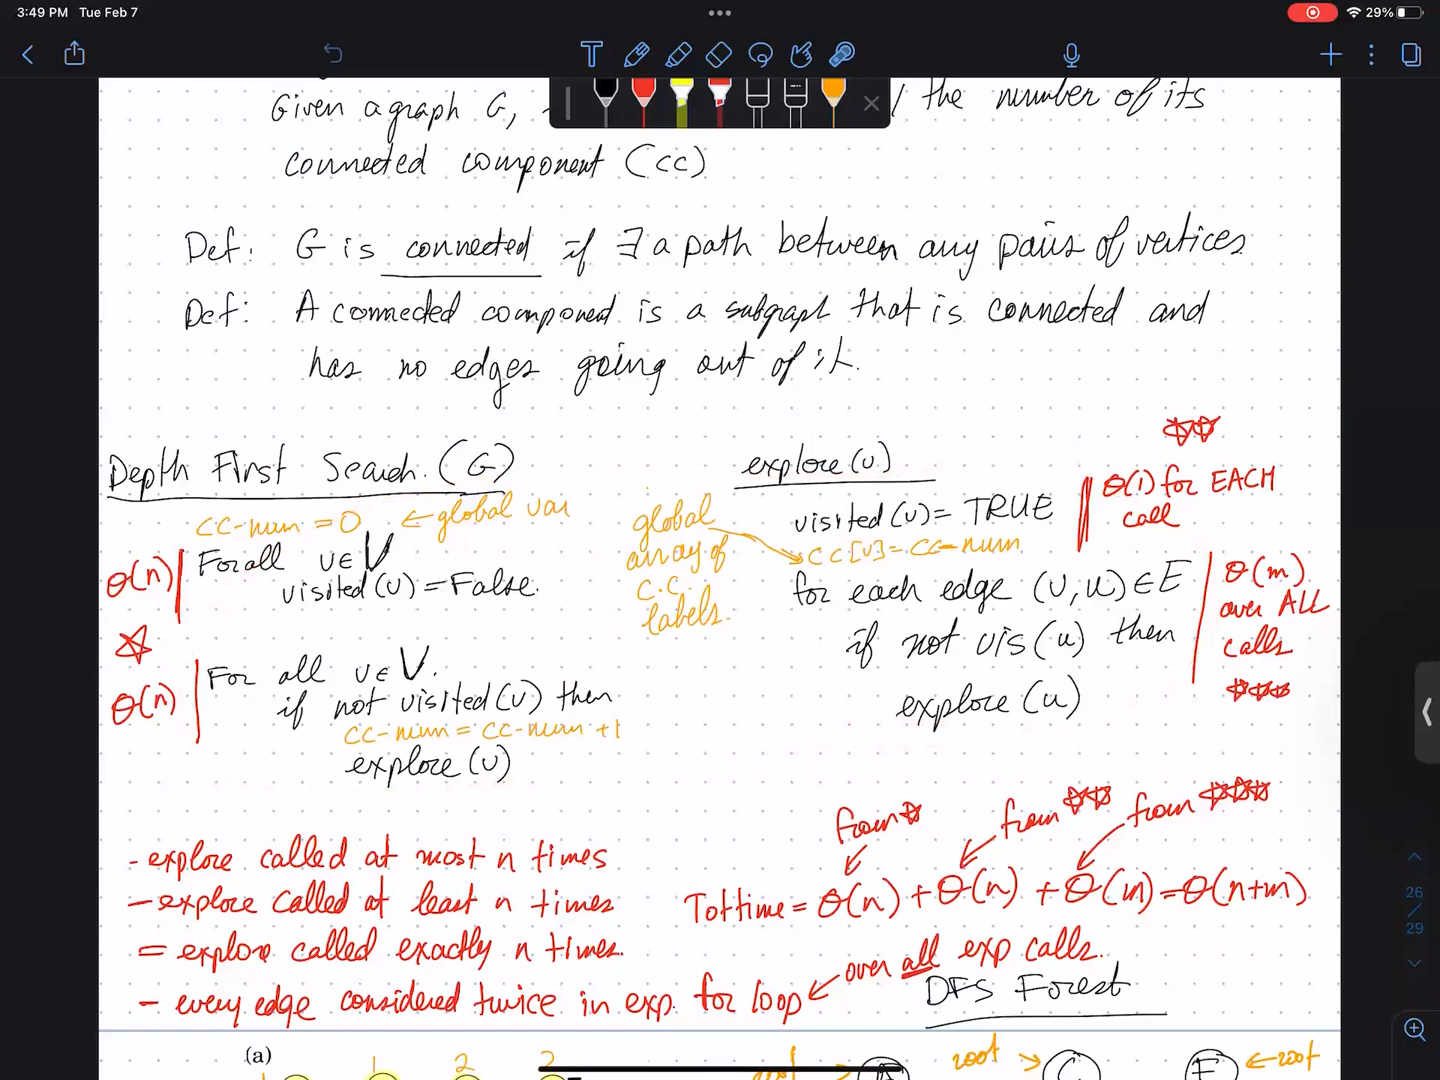 3:49 PM Tue Feb 7
29%
Given a graph G,
the number of its
connected component (cc)
Def: G is connected if ∃ a path between any pairs of vertices.
Def: A connected component is a subgraph that is connected and
has no edges going out of it.
Depth First Search. (G)
cc-num = 0 ← global var
θ(n) For all v∈V
visited(v) = False.
☆
θ(n) For all v∈V.
if not visited(v) then
cc-num = cc-num +1
explore(v)
explore(v)
visited(v) = TRUE
cc[v] = cc-num
global
array of
c.c.
labels.
for each edge (v,u) ∈ E
if not vis(u) then
explore(u)
☆☆
θ(1) for EACH
call
θ(m)
over ALL
calls
☆☆☆
- explore called at most n times
- explore called at least n times
= explore called exactly n times.
- every edge considered twice in exp. for loop ← over all exp calls.
from ☆ from ☆☆ from ☆☆☆
Tot time = θ(n) + θ(n) + θ(m) = θ(n+m)
DFS Forest
26
29
(a)
1 2 2
root root → C E ← root